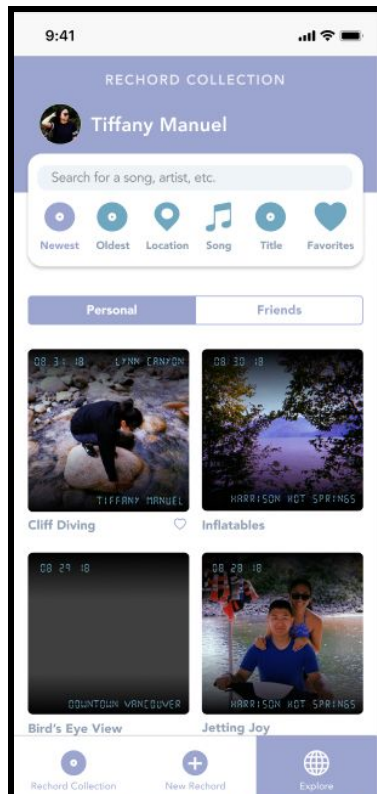 9:41
RECHORD COLLECTION
Tiffany Manuel
Search for a song, artist, etc.
Newest Oldest Location Song Title Favorites
Personal Friends
08 31 18 LYNN CANYON
TIFFANY MANUEL
Cliff Diving
08 30 18
HARRISON HOT SPRINGS
Inflatables
08 29 18
DOWNTOWN VANCOUVER
Bird's Eye View
08 28 18
HARRISON HOT SPRINGS
Jetting Joy
Rechord Collection New Rechord Explore